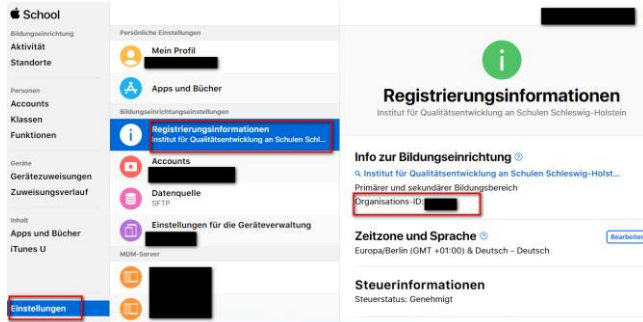 School
Bildungseinrichtung
Aktivität
Standorte
Personen
Accounts
Klassen
Funktionen
Geräte
Gerätezuweisungen
Zuweisungsverlauf
Inhalt
Apps und Bücher
iTunes U
Einstellungen
Persönliche Einstellungen
Mein Profil
Apps und Bücher
Bildungseinrichtungseinstellungen
Registrierungsinformationen
Institut für Qualitätsentwicklung an Schulen Schl...
Accounts
Datenquelle
SFTP
Einstellungen für die Geräteverwaltung
MDM-Server
Registrierungsinformationen
Institut für Qualitätsentwicklung an Schulen Schleswig-Holstein
Info zur Bildungseinrichtung ?
Institut für Qualitätsentwicklung an Schulen Schleswig-Holst...
Primärer und sekundärer Bildungsbereich
Organisations-ID:
Zeitzone und Sprache ? Bearbeiten
Europa/Berlin (GMT +01:00) & Deutsch – Deutsch
Steuerinformationen
Steuerstatus: Genehmigt